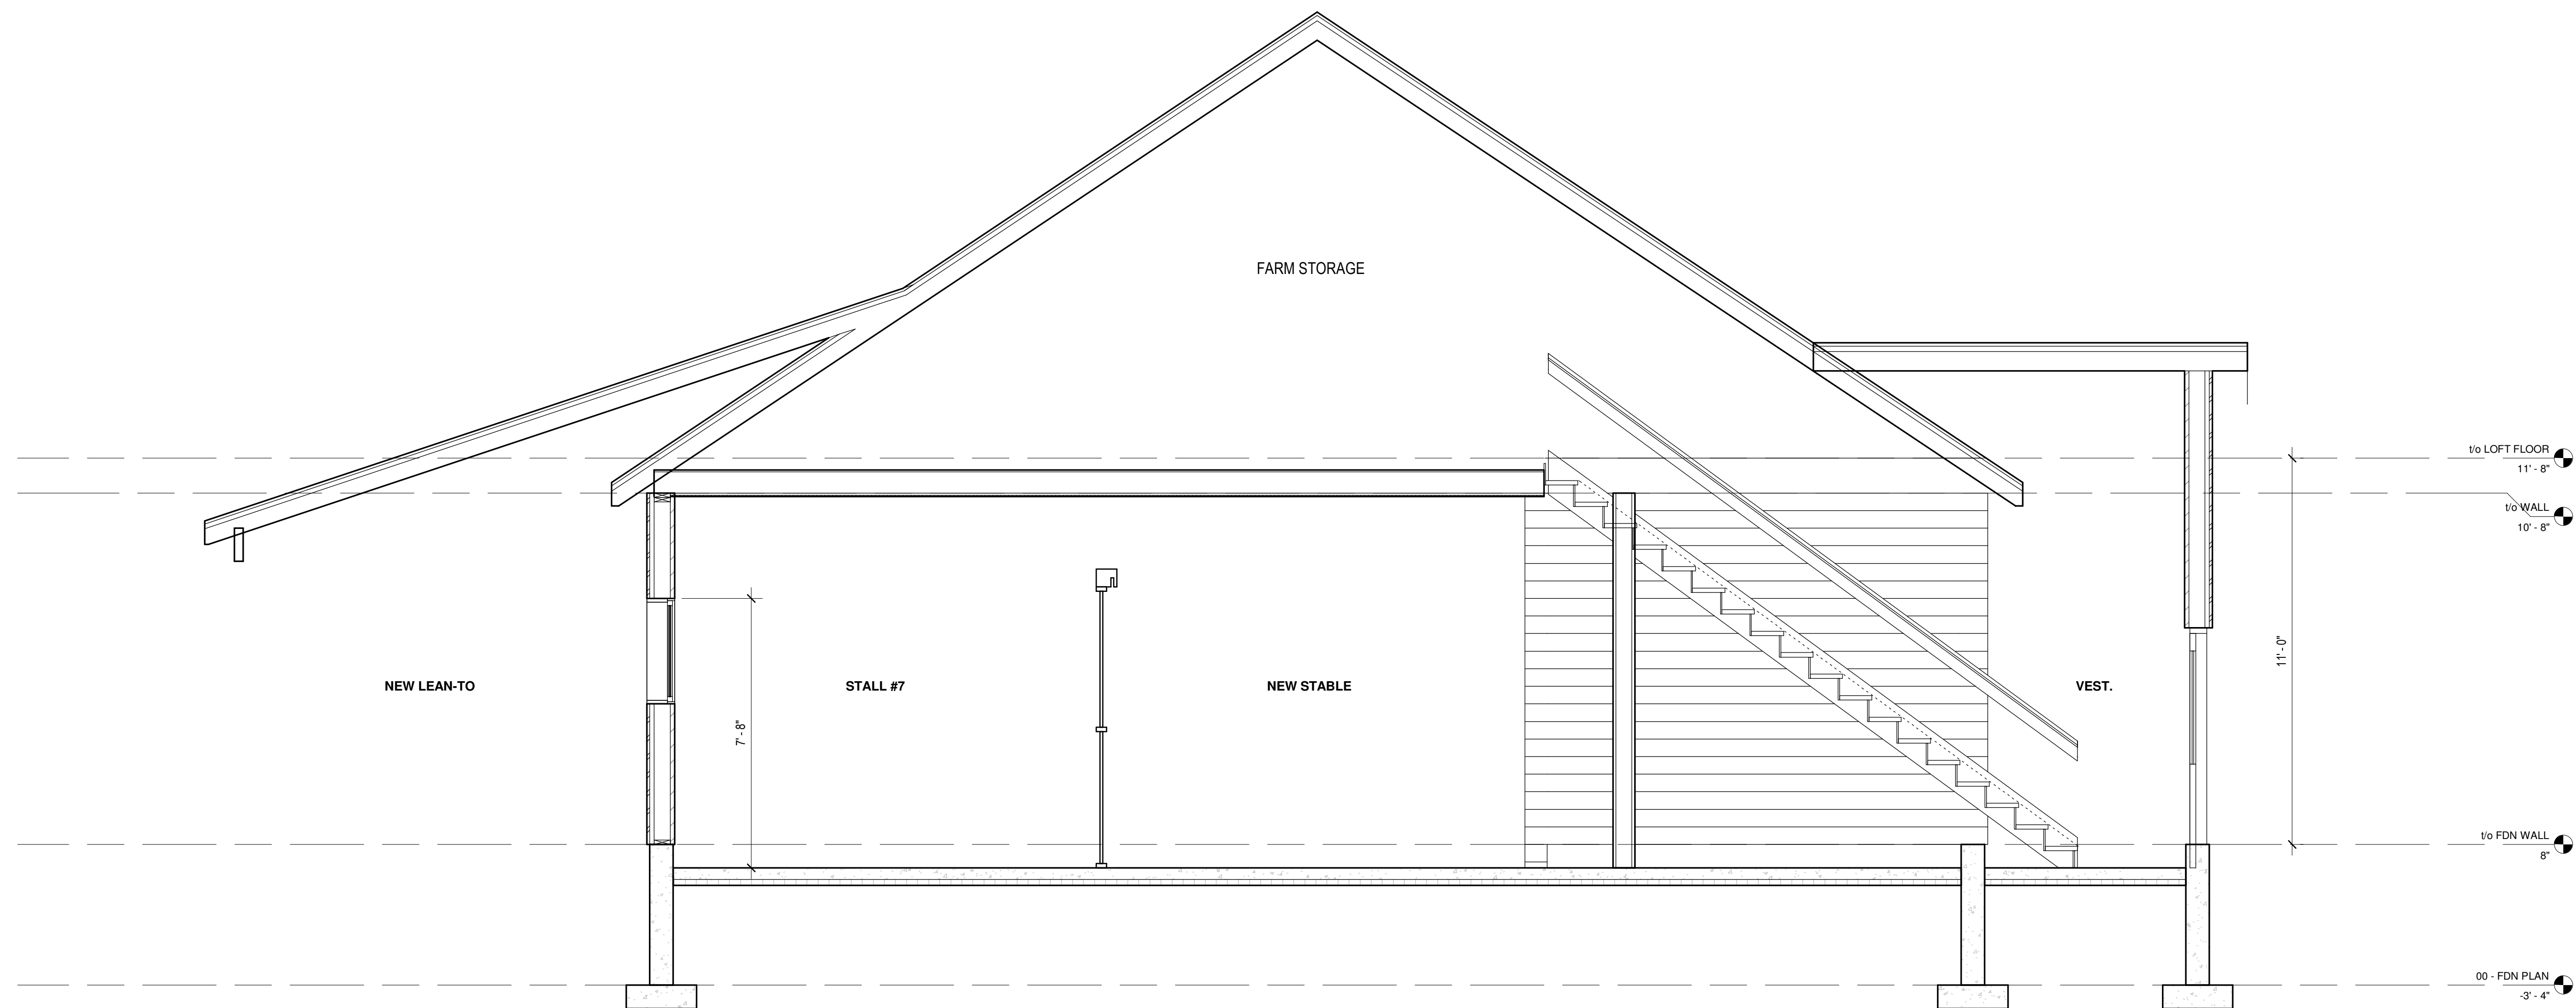 FARM STORAGE
t/o LOFT FLOOR
11' - 8"
t/o WALL
10' - 8"
NEW LEAN-TO
STALL #7
NEW STABLE
VEST.
11' - 0"
7' - 8"
t/o FDN WALL
8"
00 - FDN PLAN
-3' - 4"